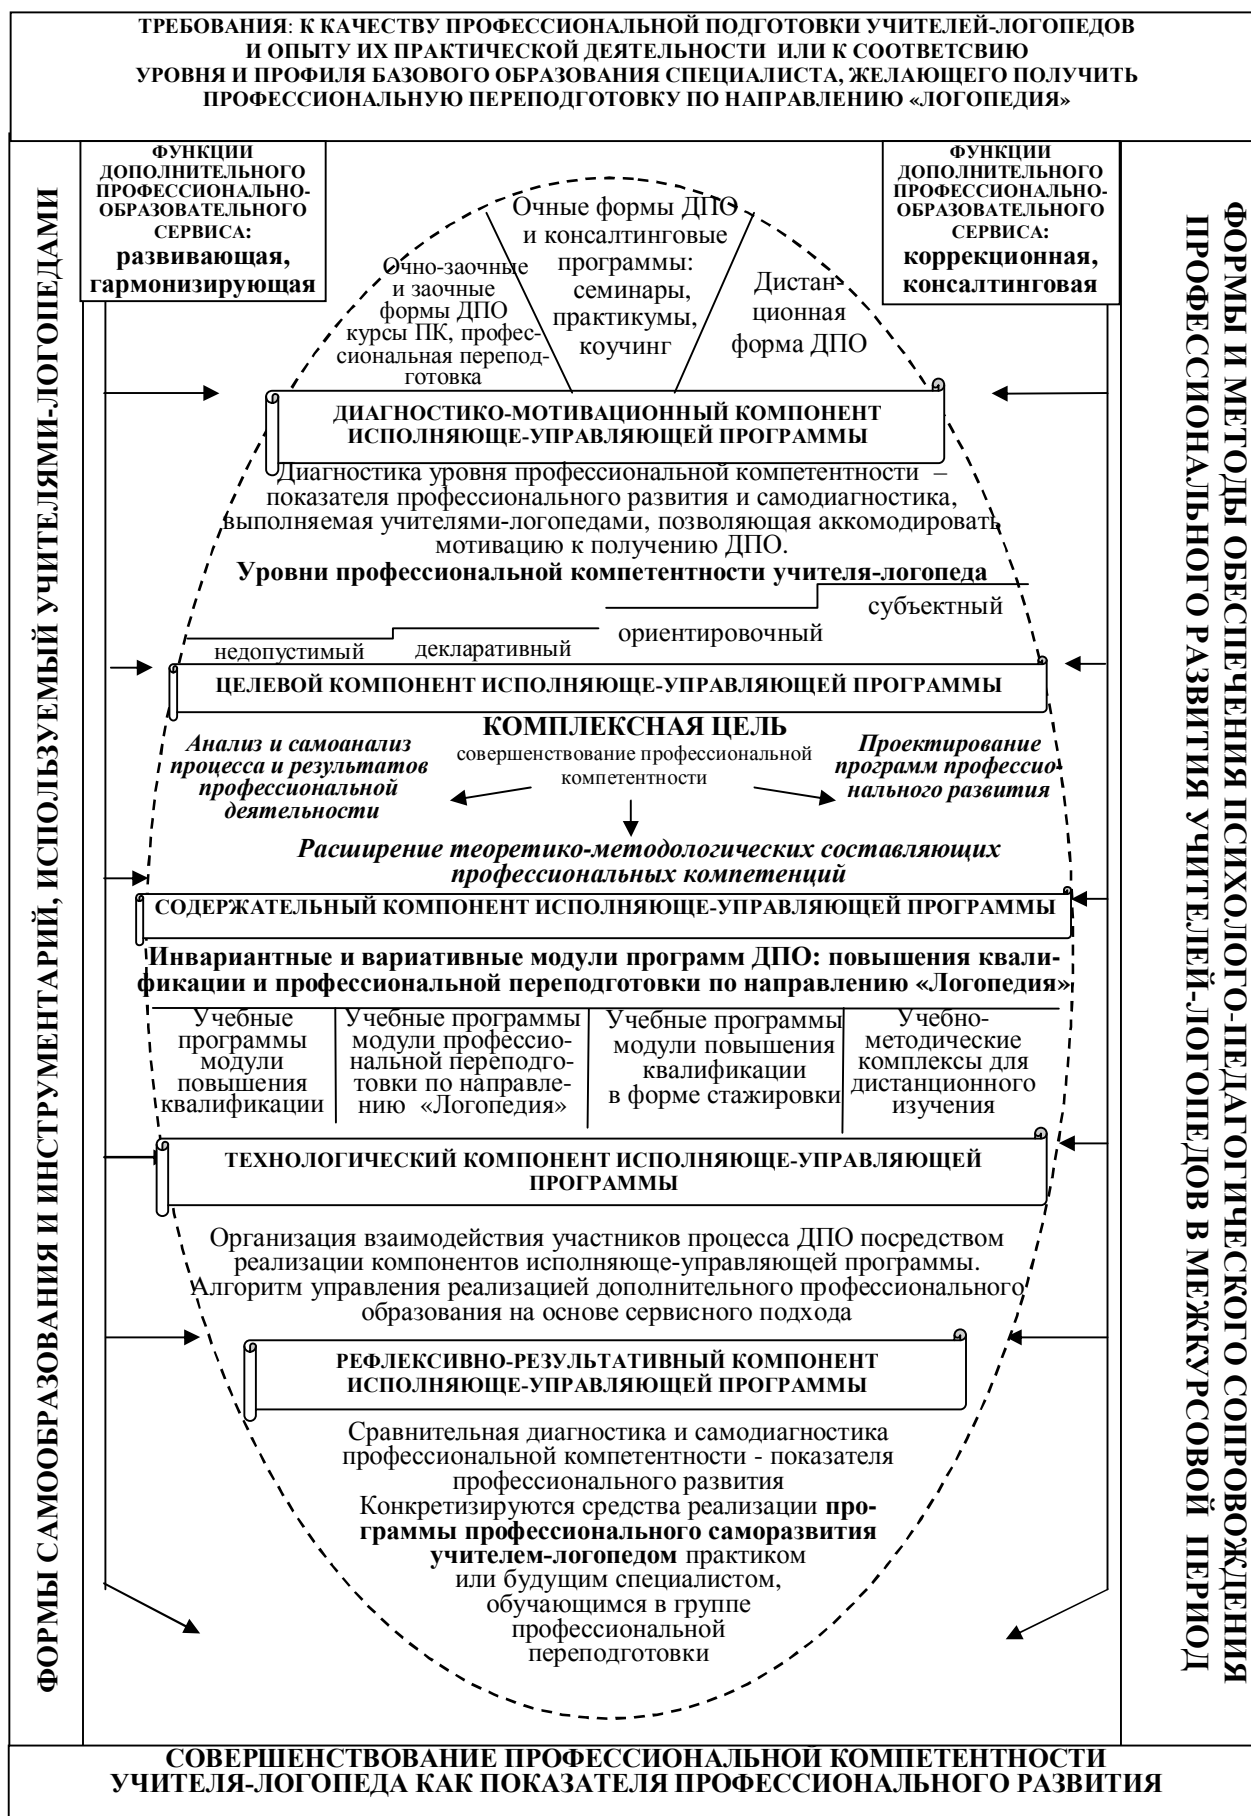 ТРЕБОВАНИЯ: К КАЧЕСТВУ ПРОФЕССИОНАЛЬНОЙ ПОДГОТОВКИ УЧИТЕЛЕЙ-ЛОГОПЕДОВ
И ОПЫТУ ИХ ПРАКТИЧЕСКОЙ ДЕЯТЕЛЬНОСТИ ИЛИ К СООТВЕТСВИЮ
УРОВНЯ И ПРОФИЛЯ БАЗОВОГО ОБРАЗОВАНИЯ СПЕЦИАЛИСТА, ЖЕЛАЮЩЕГО ПОЛУЧИТЬ
ПРОФЕССИОНАЛЬНУЮ ПЕРЕПОДГОТОВКУ ПО НАПРАВЛЕНИЮ «ЛОГОПЕДИЯ»
ФОРМЫ САМООБРАЗОВАНИЯ И ИНСТРУМЕНТАРИЙ, ИСПОЛЬЗУЕМЫЙ УЧИТЕЛЯМИ-ЛОГОПЕДАМИ
ФУНКЦИИ
ДОПОЛНИТЕЛЬНОГО
ПРОФЕССИОНАЛЬНО-
ОБРАЗОВАТЕЛЬНОГО
СЕРВИСА:
развивающая,
гармонизирующая
Очно-заочные
и заочные
формы ДПО
курсы ПК, профес-
сиональная перепод-
готовка
Очные формы ДПО
и консалтинговые
программы:
семинары,
практикумы,
коучинг
Дистан-
ционная
форма ДПО
ФУНКЦИИ
ДОПОЛНИТЕЛЬНОГО
ПРОФЕССИОНАЛЬНО-
ОБРАЗОВАТЕЛЬНОГО
СЕРВИСА:
коррекционная,
консалтинговая
ФОРМЫ И МЕТОДЫ ОБЕСПЕЧЕНИЯ ПСИХОЛОГО-ПЕДАГОГИЧЕСКОГО СОПРОВОЖДЕНИЯ
ПРОФЕССИОНАЛЬНОГО РАЗВИТИЯ УЧИТЕЛЕЙ-ЛОГОПЕДОВ В МЕЖКУРСОВОЙ ПЕРИОД
ДИАГНОСТИКО-МОТИВАЦИОННЫЙ КОМПОНЕНТ
ИСПОЛНЯЮЩЕ-УПРАВЛЯЮЩЕЙ ПРОГРАММЫ
Диагностика уровня профессиональной компетентности –
показателя профессионального развития и самодиагностика,
выполняемая учителями-логопедами, позволяющая аккомодировать
мотивацию к получению ДПО.
Уровни профессиональной компетентности учителя-логопеда
недопустимый
декларативный
ориентировочный
субъектный
ЦЕЛЕВОЙ КОМПОНЕНТ ИСПОЛНЯЮЩЕ-УПРАВЛЯЮЩЕЙ ПРОГРАММЫ
КОМПЛЕКСНАЯ ЦЕЛЬ
совершенствование профессиональной
компетентности
Анализ и самоанализ
процесса и результатов
профессиональной
деятельности
Проектирование
программ профессио-
нального развития
Расширение теоретико-методологических составляющих
профессиональных компетенций
СОДЕРЖАТЕЛЬНЫЙ КОМПОНЕНТ ИСПОЛНЯЮЩЕ-УПРАВЛЯЮЩЕЙ ПРОГРАММЫ
Инвариантные и вариативные модули программ ДПО: повышения квали-
фикации и профессиональной переподготовки по направлению «Логопедия»
Учебные
программы
модули
повышения
квалификации
Учебные программы
модули профессио-
нальной переподго-
товки по направле-
нию «Логопедия»
Учебные программы
модули повышения
квалификации
в форме стажировки
Учебно-
методические
комплексы для
дистанционного
изучения
ТЕХНОЛОГИЧЕСКИЙ КОМПОНЕНТ ИСПОЛНЯЮЩЕ-УПРАВЛЯЮЩЕЙ
ПРОГРАММЫ
Организация взаимодействия участников процесса ДПО посредством
реализации компонентов исполняюще-управляющей программы.
Алгоритм управления реализацией дополнительного профессионального
образования на основе сервисного подхода
РЕФЛЕКСИВНО-РЕЗУЛЬТАТИВНЫЙ КОМПОНЕНТ
ИСПОЛНЯЮЩЕ-УПРАВЛЯЮЩЕЙ ПРОГРАММЫ
Сравнительная диагностика и самодиагностика
профессиональной компетентности - показателя
профессионального развития
Конкретизируются средства реализации про-
граммы профессионального саморазвития
учителем-логопедом практиком
или будущим специалистом,
обучающимся в группе
профессиональной
переподготовки
СОВЕРШЕНСТВОВАНИЕ ПРОФЕССИОНАЛЬНОЙ КОМПЕТЕНТНОСТИ
УЧИТЕЛЯ-ЛОГОПЕДА КАК ПОКАЗАТЕЛЯ ПРОФЕССИОНАЛЬНОГО РАЗВИТИЯ